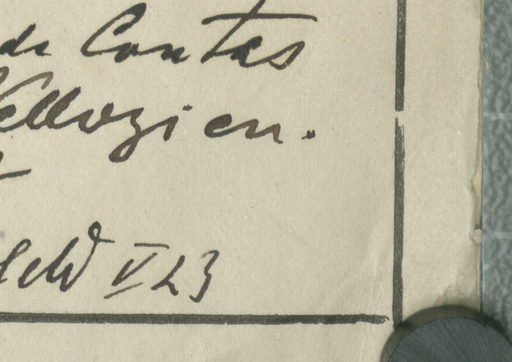 de Contas
Vellozien.
V 23